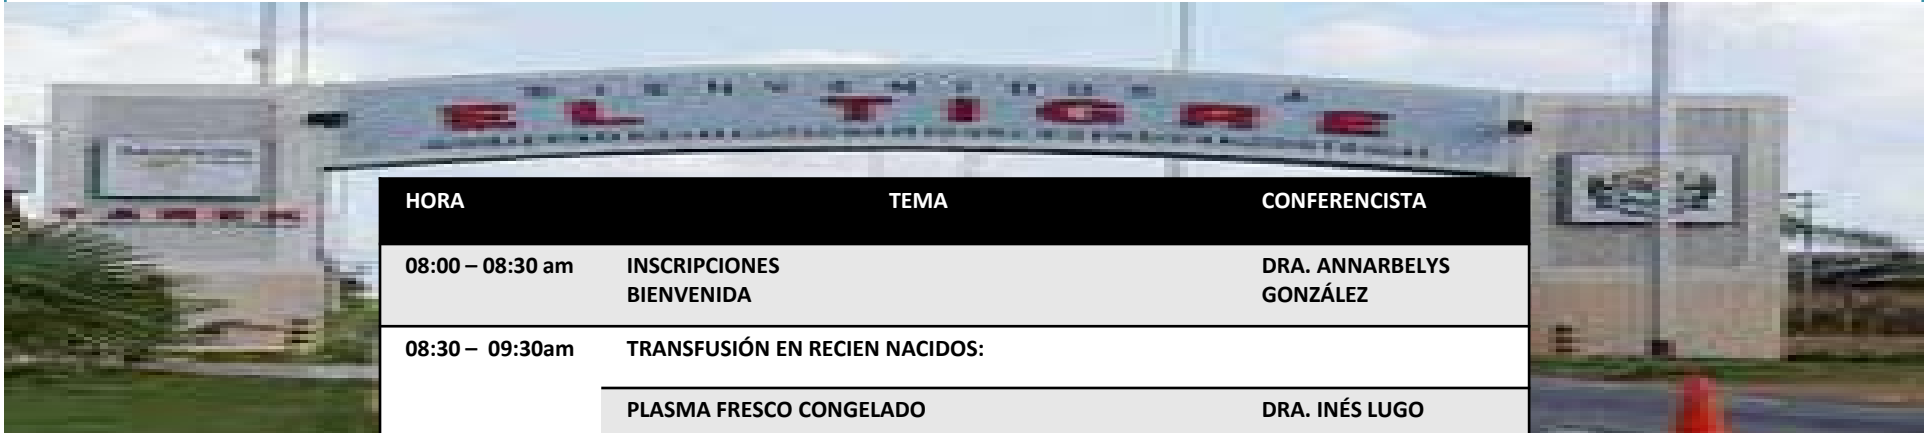 BIENVENIDOS A
EL TIGRE
HORA TEMA CONFERENCISTA
08:00 – 08:30 am INSCRIPCIONES DRA. ANNARBELYS
BIENVENIDA GONZÁLEZ
08:30 – 09:30am TRANSFUSIÓN EN RECIEN NACIDOS:
PLASMA FRESCO CONGELADO DRA. INÉS LUGO